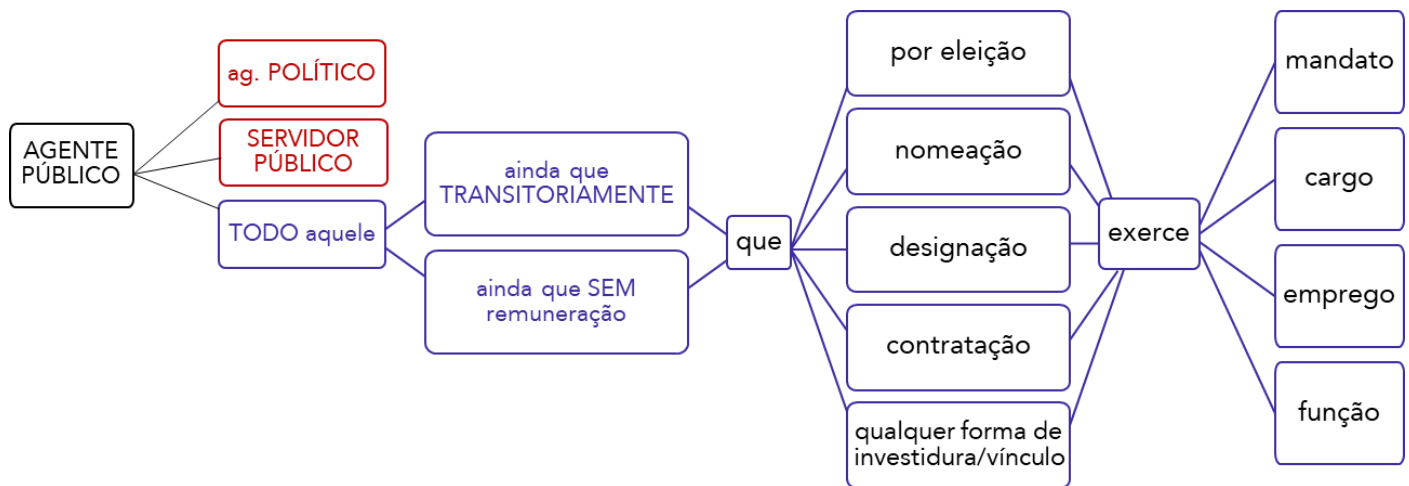 AGENTE
PÚBLICO
ag. POLÍTICO
SERVIDOR
PÚBLICO
TODO aquele
ainda que
TRANSITORIAMENTE
ainda que SEM
remuneração
que
por eleição
nomeação
designação
contratação
qualquer forma de
investidura/vínculo
exerce
mandato
cargo
emprego
função